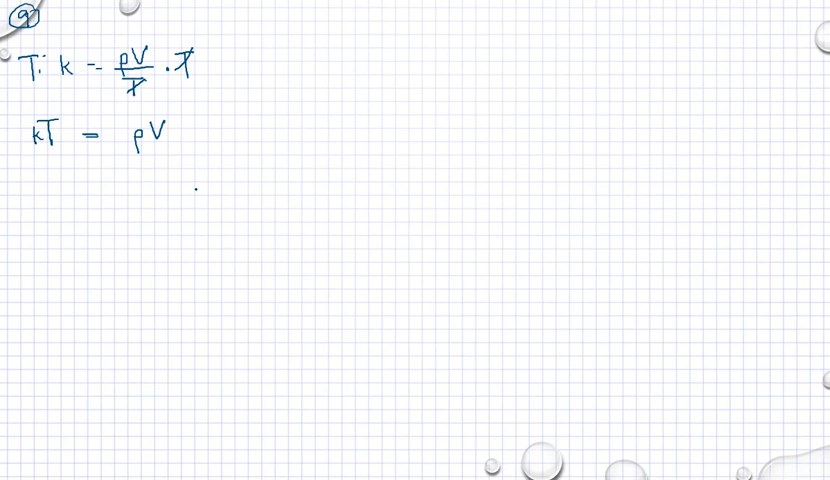 9
T. k = pV/T · T
kT = pV